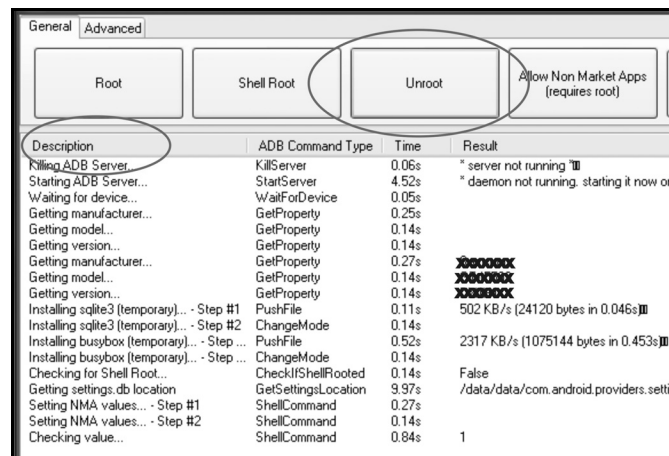 General Advanced
Root Shell Root Unroot Allow Non Market Apps
(requires root)
Description ADB Command Type Time Result
Killing ADB Server... KillServer 0.06s * server not running *
Starting ADB Server... StartServer 4.52s * daemon not running. starting it now
Waiting for device... WaitForDevice 0.05s
Getting manufacturer... GetProperty 0.25s
Getting model... GetProperty 0.14s
Getting version... GetProperty 0.14s
Getting manufacturer... GetProperty 0.27s
Getting model... GetProperty 0.14s
Getting version... GetProperty 0.14s
Installing sqlite3 (temporary)... - Step #1 PushFile 0.11s 502 KB/s (24120 bytes in 0.046s)
Installing sqlite3 (temporary)... - Step #2 ChangeMode 0.14s
Installing busybox (temporary)... - Step ... PushFile 0.52s 2317 KB/s (1075144 bytes in 0.453s)
Installing busybox (temporary)... - Step ... ChangeMode 0.14s
Checking for Shell Root... CheckIfShellRooted 0.14s False
Getting settings.db location GetSettingsLocation 9.97s /data/data/com.android.providers.setti
Setting NMA values... - Step #1 ShellCommand 0.27s
Setting NMA values... - Step #2 ShellCommand 0.14s
Checking value... ShellCommand 0.84s 1